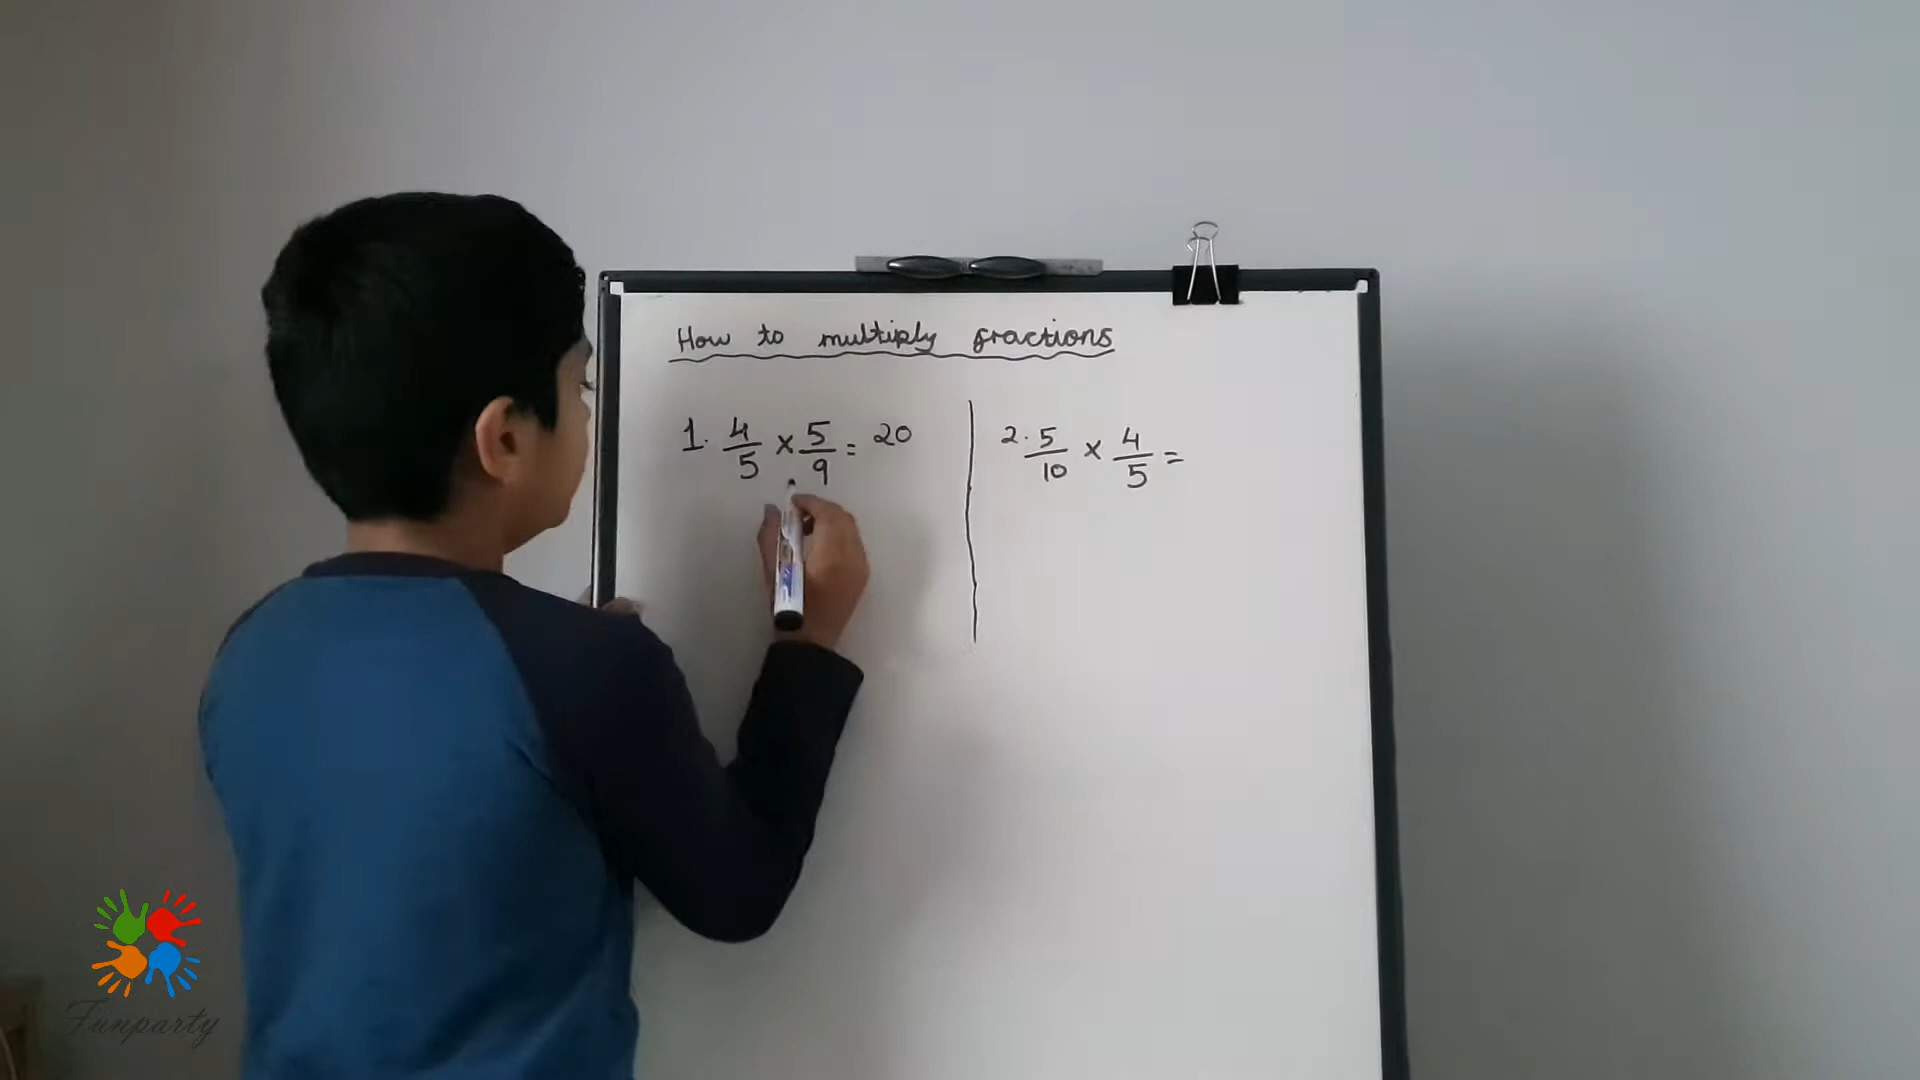 How to multiply fractions
1. 4/5 × 5/9 = 20
2. 5/10 × 4/5 =
Funparty